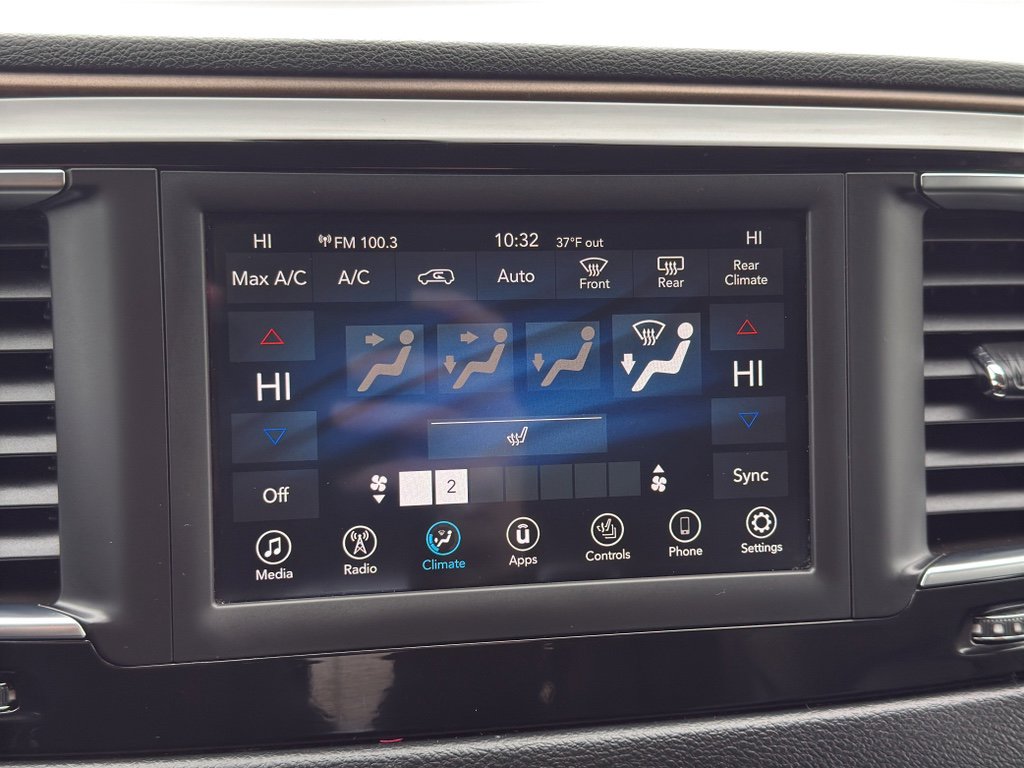 HI FM 100.3 10:32 37°F out HI
Max A/C A/C Auto Front Rear Rear Climate
HI HI
2
Off Sync
Media Radio Climate Apps Controls Phone Settings